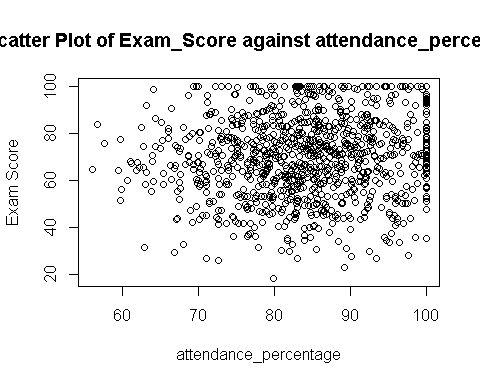 catter Plot of Exam_Score against attendance_perce
Exam Score
100
80
60
40
20
60 70 80 90 100
attendance_percentage